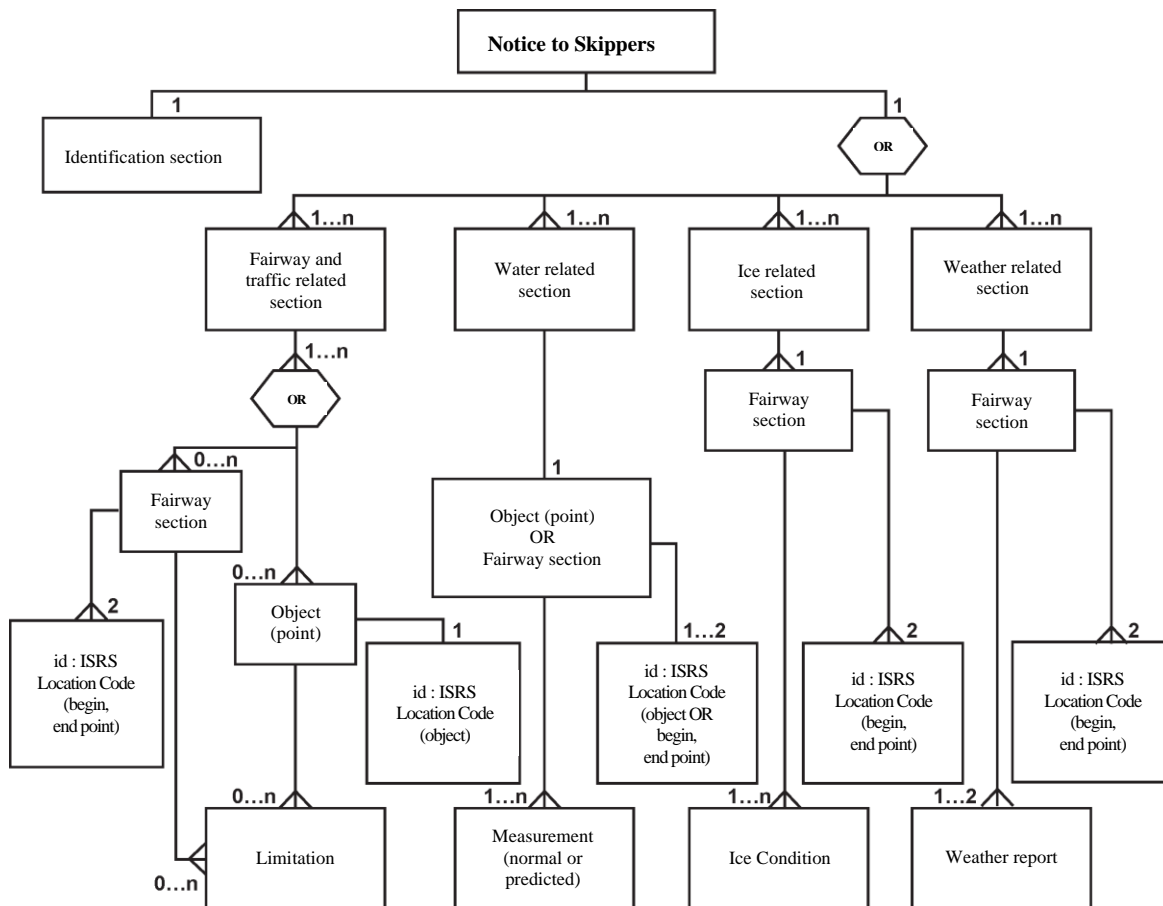 Notice to Skippers
1
1
Identification section
OR
1...n
1...n
1...n
1...n
Fairway and
traffic related
section
Water related
section
Ice related
section
Weather related
section
1...n
1
1
OR
Fairway
section
Fairway
section
0...n
1
Fairway
section
Object (point)
OR
Fairway section
0...n
2
Object
(point)
1
1...2
2
2
id : ISRS
Location Code
(begin,
end point)
id : ISRS
Location Code
(object)
id : ISRS
Location Code
(object OR
begin,
end point)
id : ISRS
Location Code
(begin,
end point)
id : ISRS
Location Code
(begin,
end point)
0...n
1...n
1...n
1...2
Limitation
Measurement
(normal or
predicted)
Ice Condition
Weather report
0...n